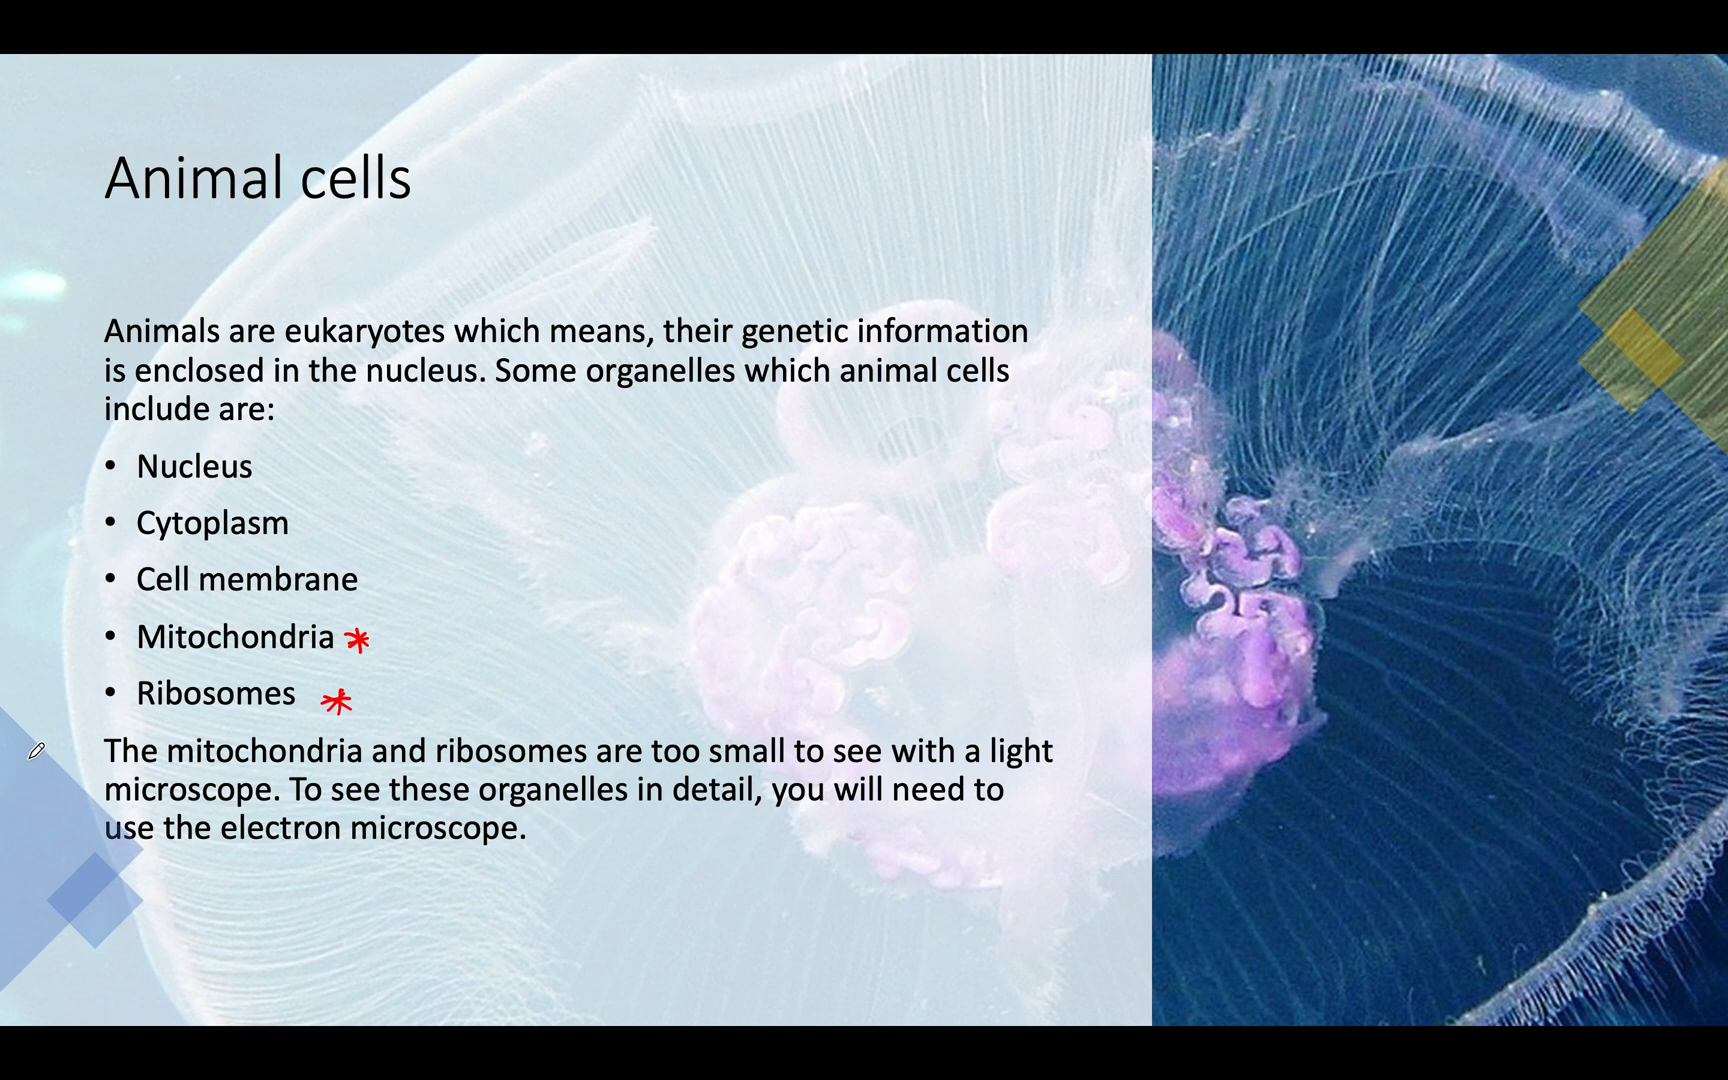 Animal cells
Animals are eukaryotes which means, their genetic information
is enclosed in the nucleus. Some organelles which animal cells
include are:
• Nucleus
• Cytoplasm
• Cell membrane
• Mitochondria *
• Ribosomes *
The mitochondria and ribosomes are too small to see with a light
microscope. To see these organelles in detail, you will need to
use the electron microscope.